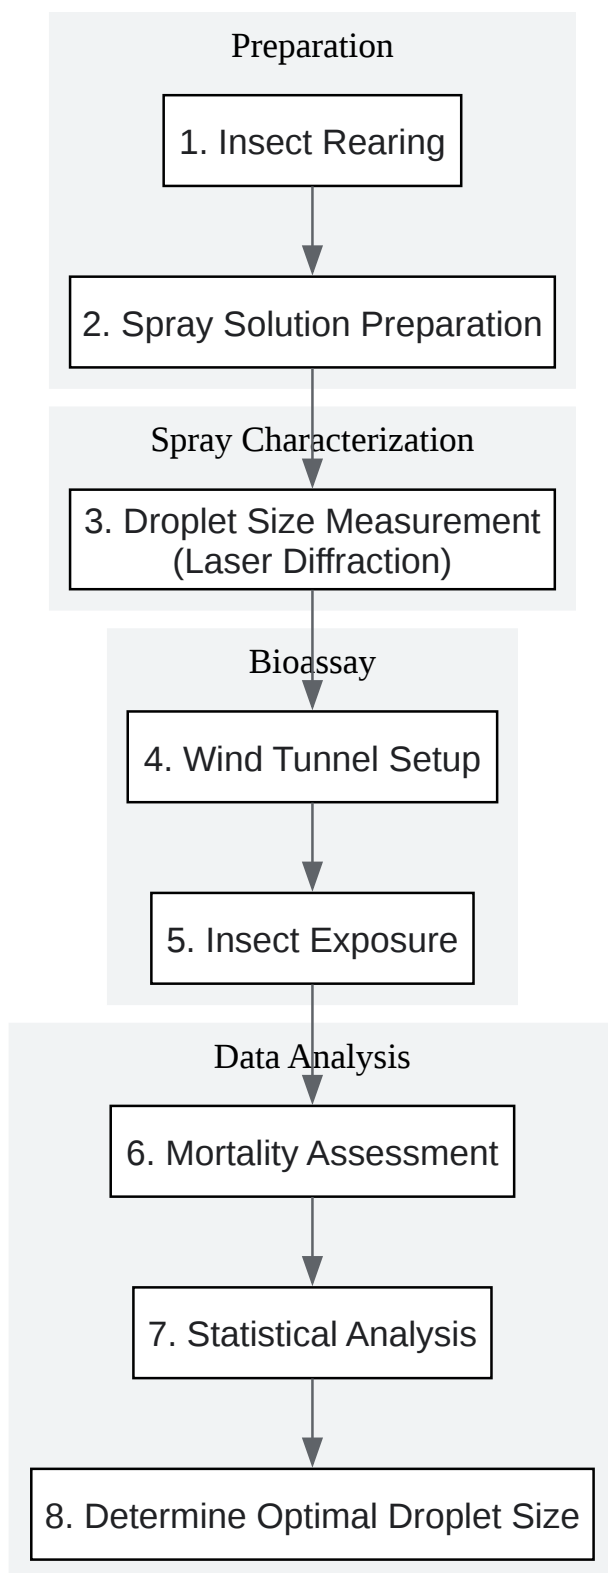 Preparation
1. Insect Rearing
2. Spray Solution Preparation
Spray Characterization
3. Droplet Size Measurement
(Laser Diffraction)
Bioassay
4. Wind Tunnel Setup
5. Insect Exposure
Data Analysis
6. Mortality Assessment
7. Statistical Analysis
8. Determine Optimal Droplet Size